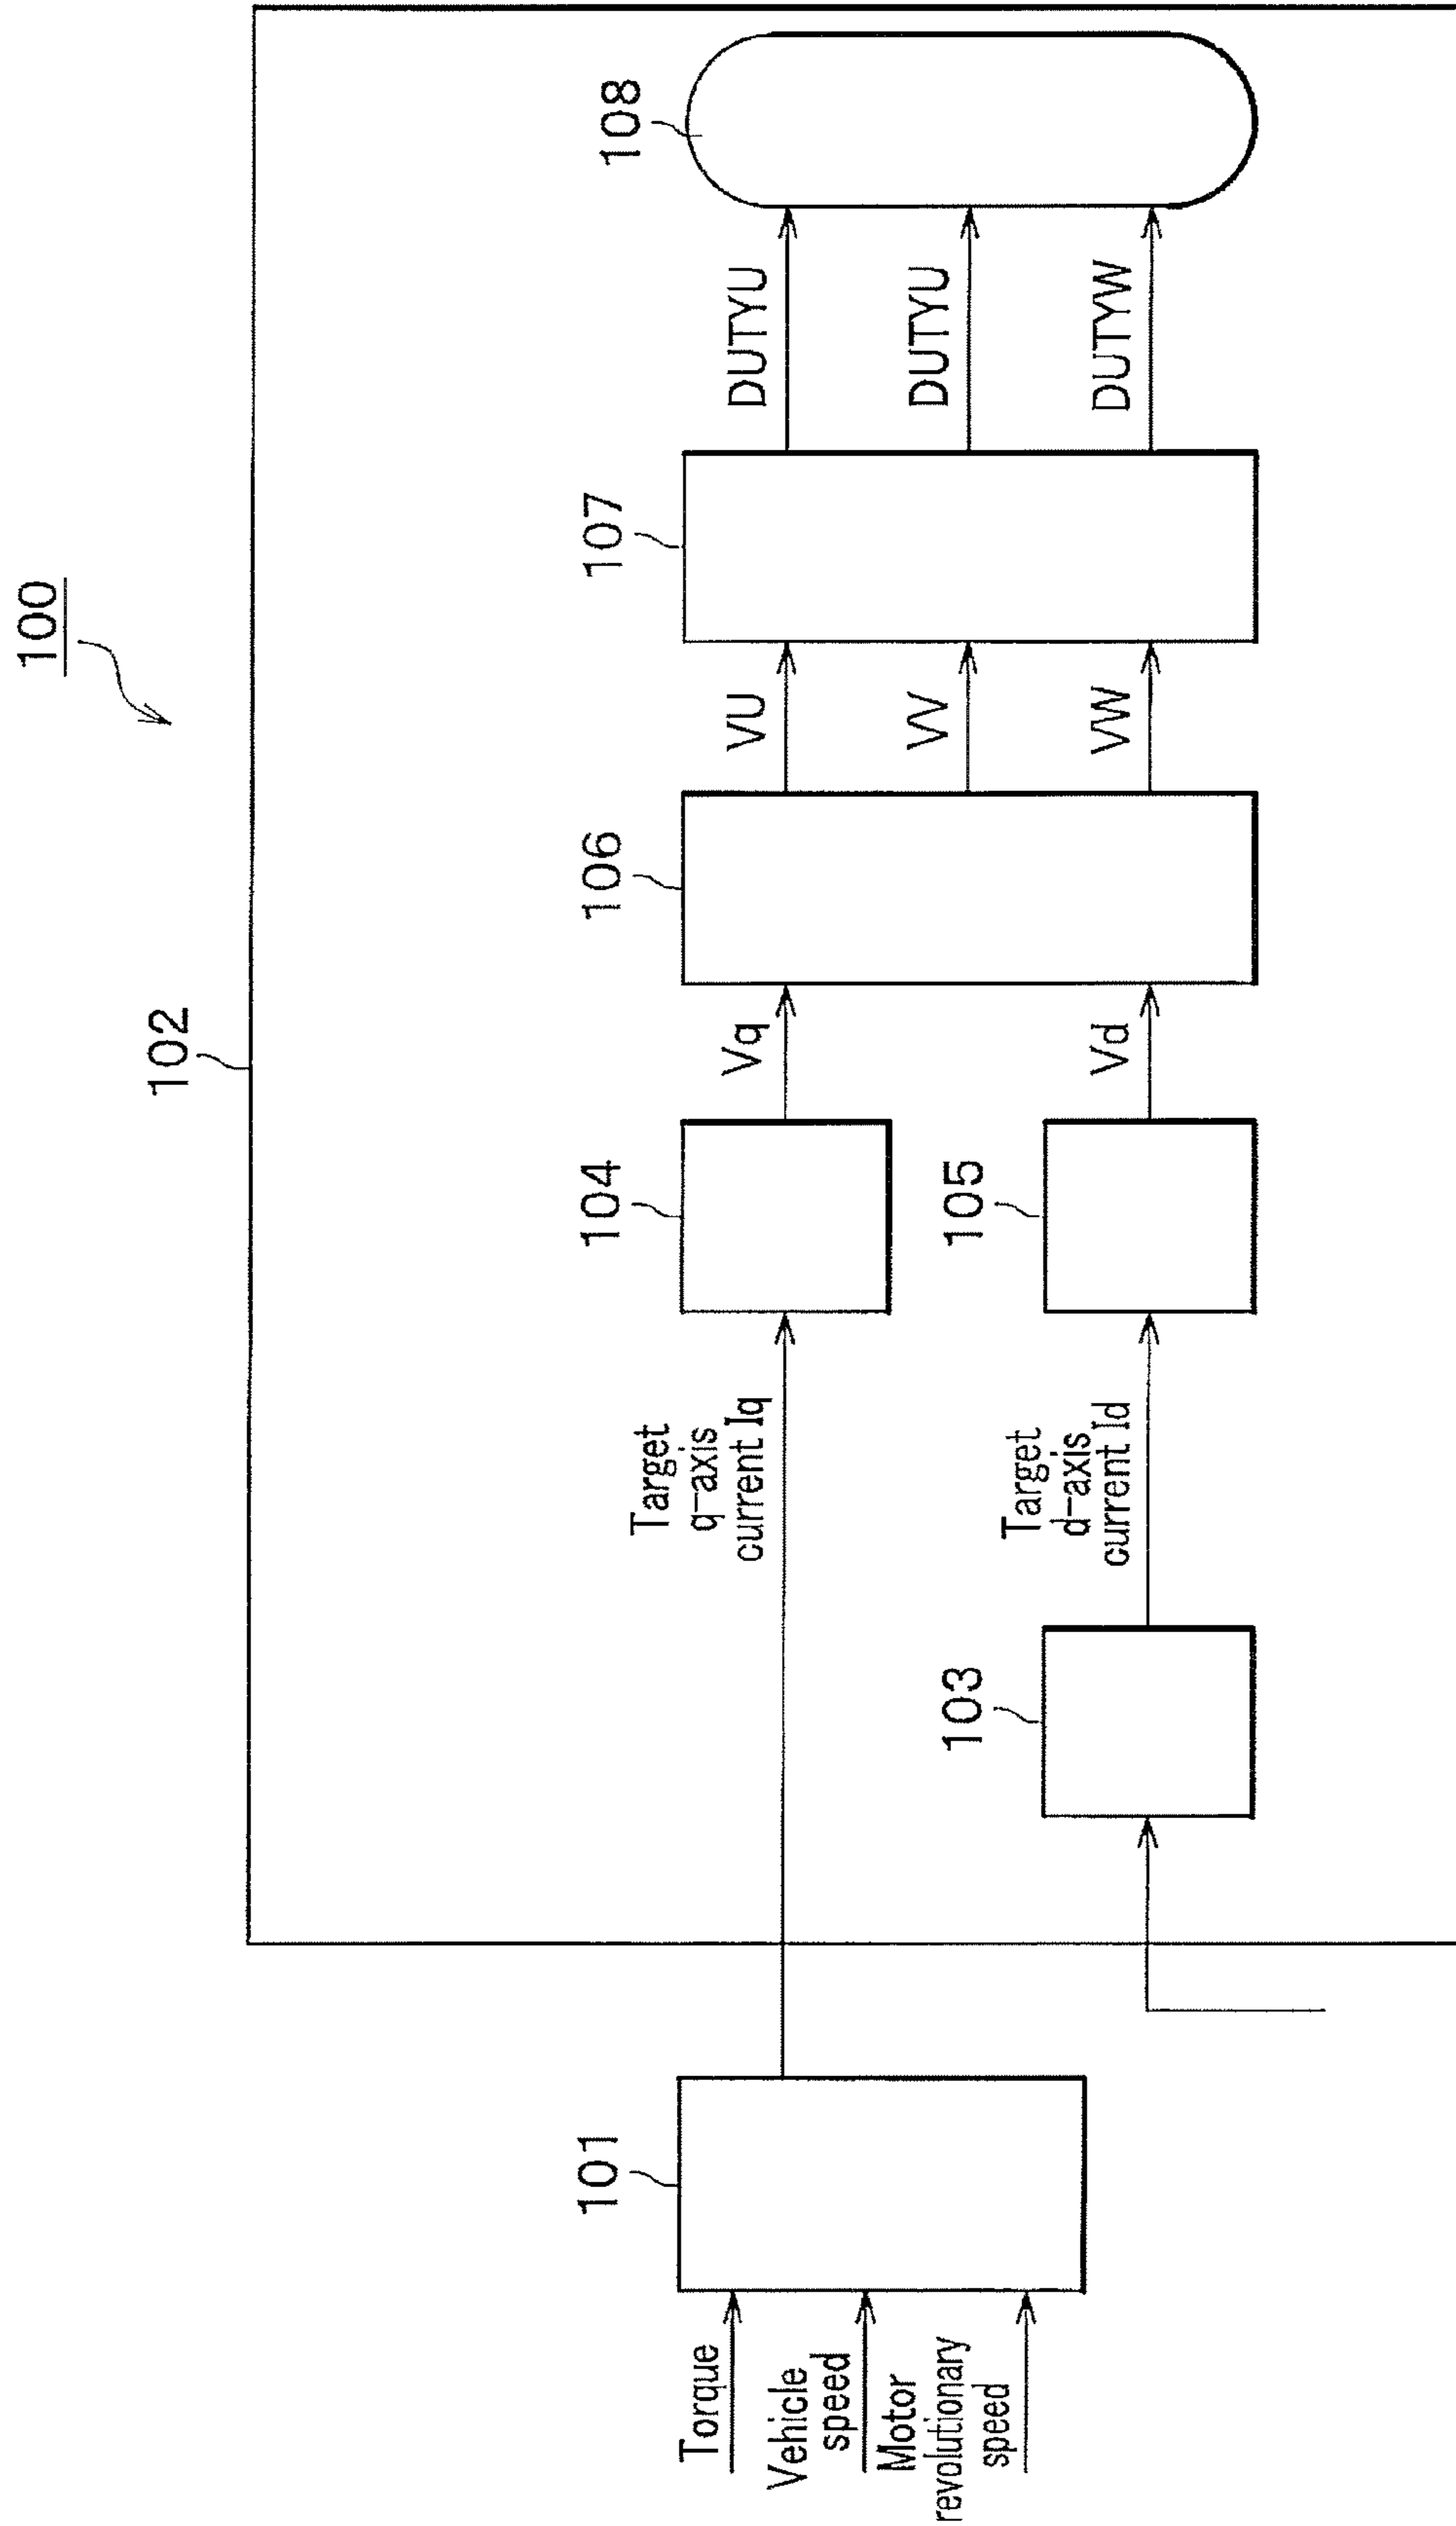 100
102
101
Torque
Vehicle
speed
Motor
revolutionary
speed
Target
q-axis
current Iq
103
Target
d-axis
current Id
104
105
Vq
Vd
106
VU
VV
VW
107
DUTYU
DUTYU
DUTYW
108